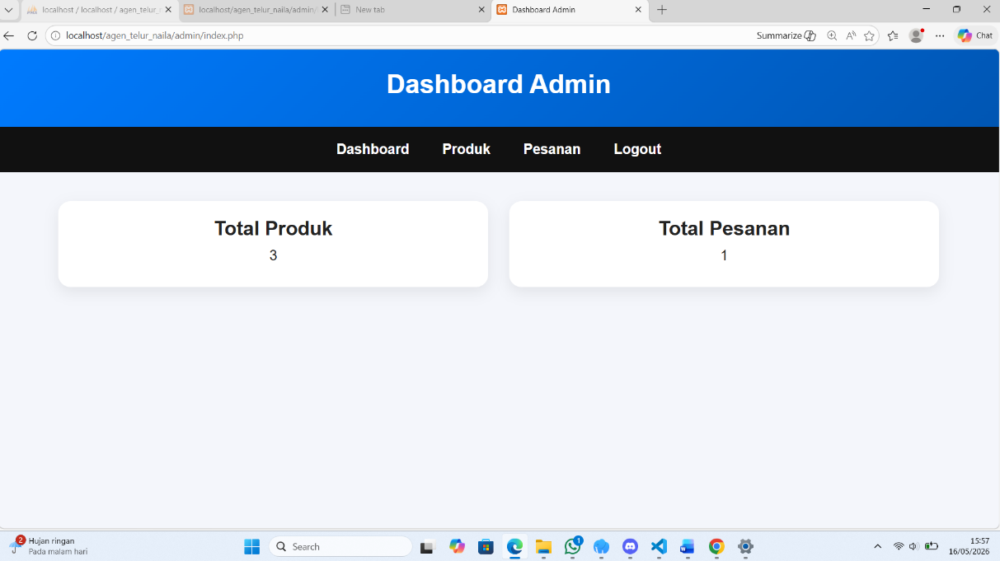 localhost / localhost / agen_telur_
localhost/agen_telur_naila/admin/
New tab
Dashboard Admin
localhost/agen_telur_naila/admin/index.php
Summarize
Chat
Dashboard Admin
Dashboard Produk Pesanan Logout
Total Produk
3
Total Pesanan
1
2
Hujan ringan
Pada malam hari
Search
1
15:57
16/05/2026